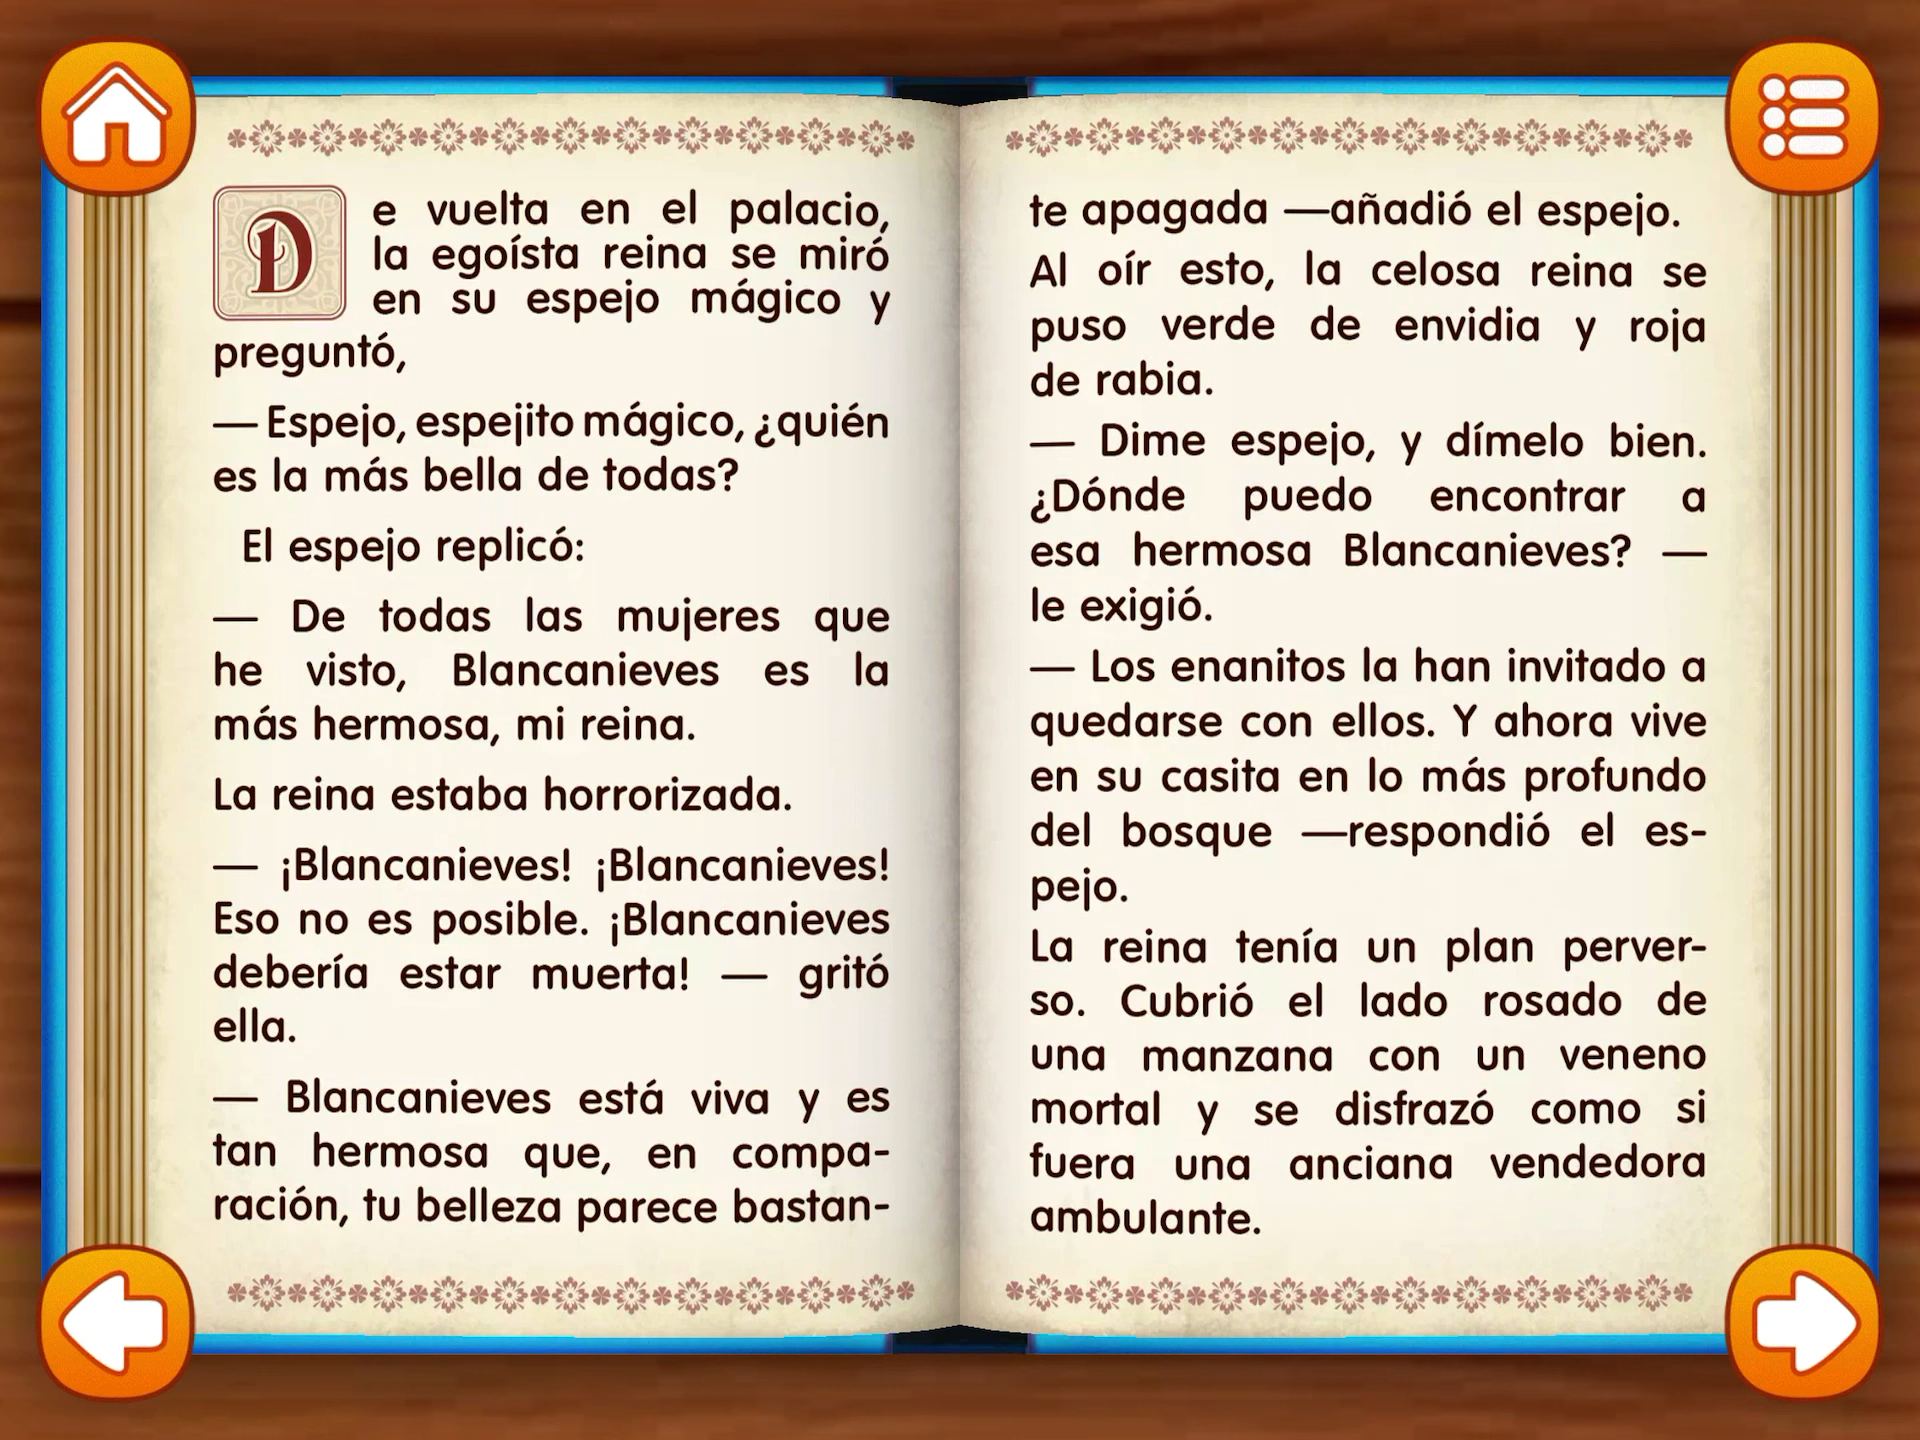 De vuelta en el palacio,
la egoísta reina se miró
en su espejo mágico y
preguntó,
— Espejo, espejito mágico, ¿quién
es la más bella de todas?
El espejo replicó:
— De todas las mujeres que
he visto, Blancanieves es la
más hermosa, mi reina.
La reina estaba horrorizada.
— ¡Blancanieves! ¡Blancanieves!
Eso no es posible. ¡Blancanieves
debería estar muerta! — gritó
ella.
— Blancanieves está viva y es
tan hermosa que, en compa-
ración, tu belleza parece bastan-
te apagada —añadió el espejo.
Al oír esto, la celosa reina se
puso verde de envidia y roja
de rabia.
— Dime espejo, y dímelo bien.
¿Dónde puedo encontrar a
esa hermosa Blancanieves? —
le exigió.
— Los enanitos la han invitado a
quedarse con ellos. Y ahora vive
en su casita en lo más profundo
del bosque —respondió el es-
pejo.
La reina tenía un plan perver-
so. Cubrió el lado rosado de
una manzana con un veneno
mortal y se disfrazó como si
fuera una anciana vendedora
ambulante.